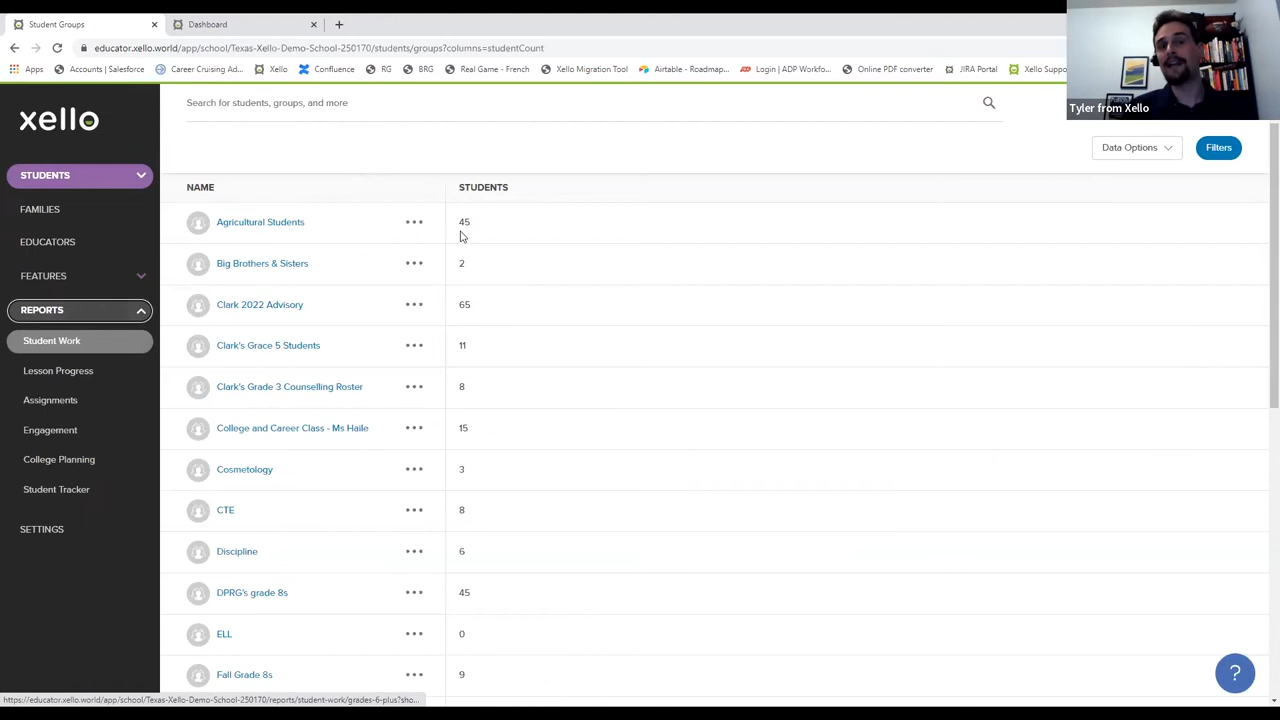 Student Groups
Dashboard
educator.xello.world/app/school/Texas-Xello-Demo-School-250170/students/groups?columns=studentCount
Apps
Accounts | Salesforce
Career Cruising Ad...
Xello
Confluence
RG
BRG
Real Game - French
Xello Migration Tool
Airtable - Roadmap...
Login | ADP Workfo...
Online PDF converter
JIRA Portal
Xello Suppo
Tyler from Xello
xello
Search for students, groups, and more
Data Options
Filters
STUDENTS
FAMILIES
EDUCATORS
FEATURES
REPORTS
Student Work
Lesson Progress
Assignments
Engagement
College Planning
Student Tracker
SETTINGS
NAME STUDENTS
Agricultural Students ••• 45
Big Brothers & Sisters ••• 2
Clark 2022 Advisory ••• 65
Clark's Grace 5 Students ••• 11
Clark's Grade 3 Counselling Roster ••• 8
College and Career Class - Ms Haile ••• 15
Cosmetology ••• 3
CTE ••• 8
Discipline ••• 6
DPRG's grade 8s ••• 45
ELL ••• 0
Fall Grade 8s ••• 9
?
https://educator.xello.world/app/school/Texas-Xello-Demo-School-250170/reports/student-work/grades-6-plus?sho...